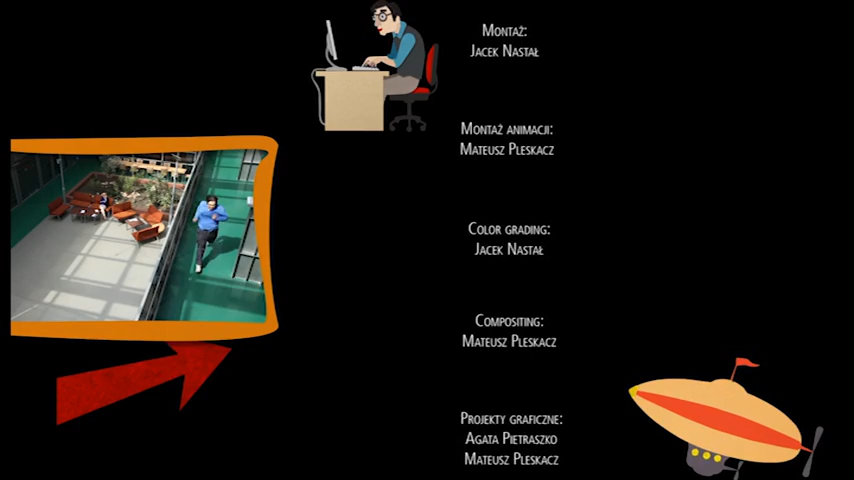 Montaż:
Jacek Nastał
Montaż animacji:
Mateusz Pleskacz
Color grading:
Jacek Nastał
Compositing:
Mateusz Pleskacz
Projekty graficzne:
Agata Pietraszko
Mateusz Pleskacz